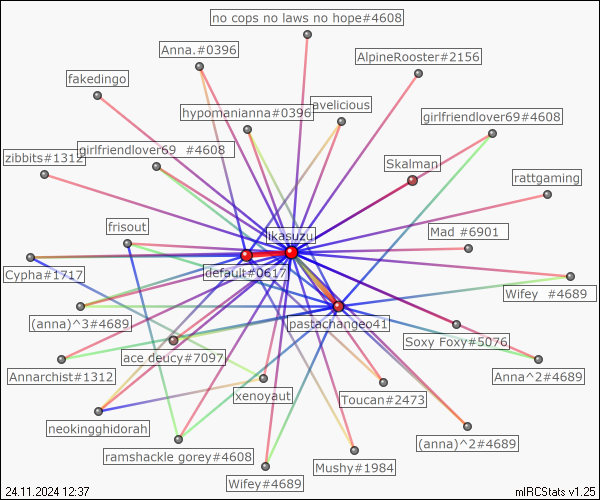 no cops no laws no hope#4608
Anna.#0396
AlpineRooster#2156
fakedingo
avelicious
hypomanianna#0396
girlfriendlover69#4608
girlfriendlover69 #4608
zibbits#1312
Skalman
rattgaming
frisout
ikasuzu
Mad #6901
Cypha#1717
default#0617
Wifey #4689
(anna)^3#4689
pastachangeo41
ace deucy#7097
Soxy Foxy#5076
Annarchist#1312
Anna^2#4689
xenoyaut
Toucan#2473
neokingghidorah
(anna)^2#4689
ramshackle gorey#4608
Mushy#1984
Wifey#4689
24.11.2024 12:37
mIRCStats v1.25